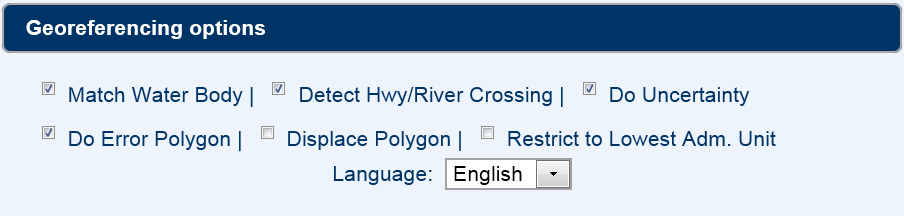 Georeferencing options
Match Water Body | Detect Hwy/River Crossing | Do Uncertainty
Do Error Polygon | Displace Polygon | Restrict to Lowest Adm. Unit
Language: English